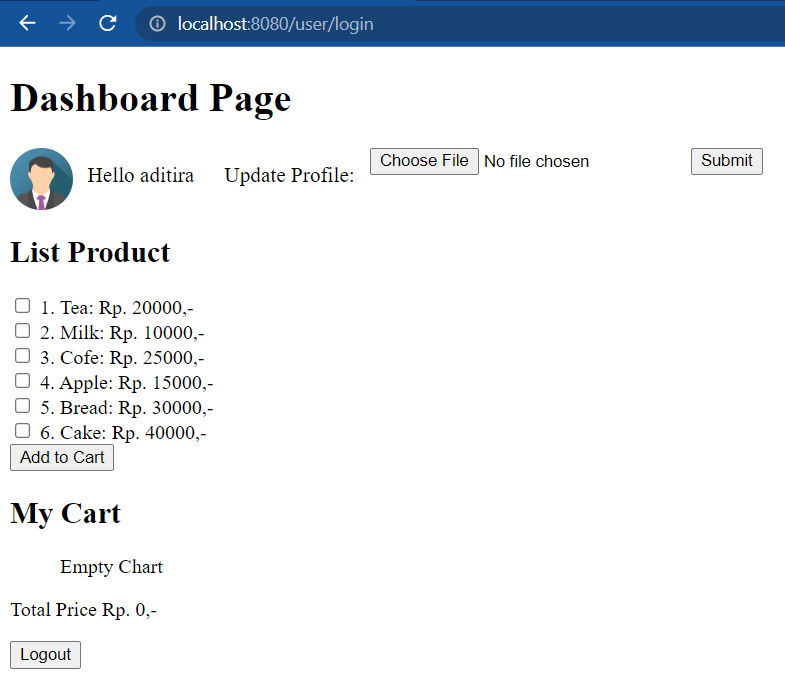 localhost:8080/user/login
Dashboard Page
Hello aditira Update Profile: Choose File No file chosen Submit
List Product
1. Tea: Rp. 20000,-
2. Milk: Rp. 10000,-
3. Cofe: Rp. 25000,-
4. Apple: Rp. 15000,-
5. Bread: Rp. 30000,-
6. Cake: Rp. 40000,-
Add to Cart
My Cart
Empty Chart
Total Price Rp. 0,-
Logout